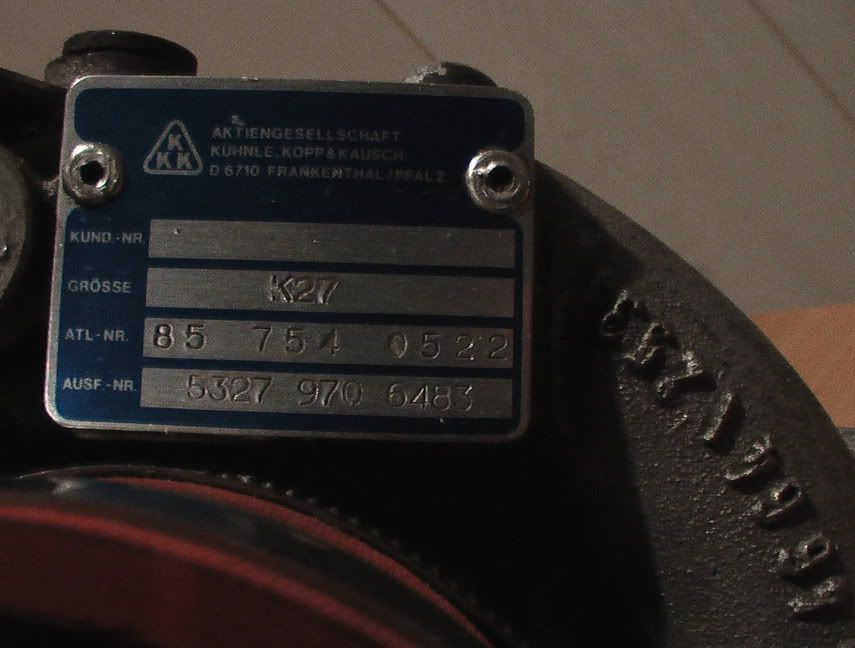 K
KK
AKTIENGESELLSCHAFT
KÜHNLE, KOPP & KAUSCH
D 6710 FRANKENTHAL/PFALZ
KUND.-NR.
GRÖSSE K27
ATL-NR. 85 754 0522
AUSF.-NR. 5327 970 6483